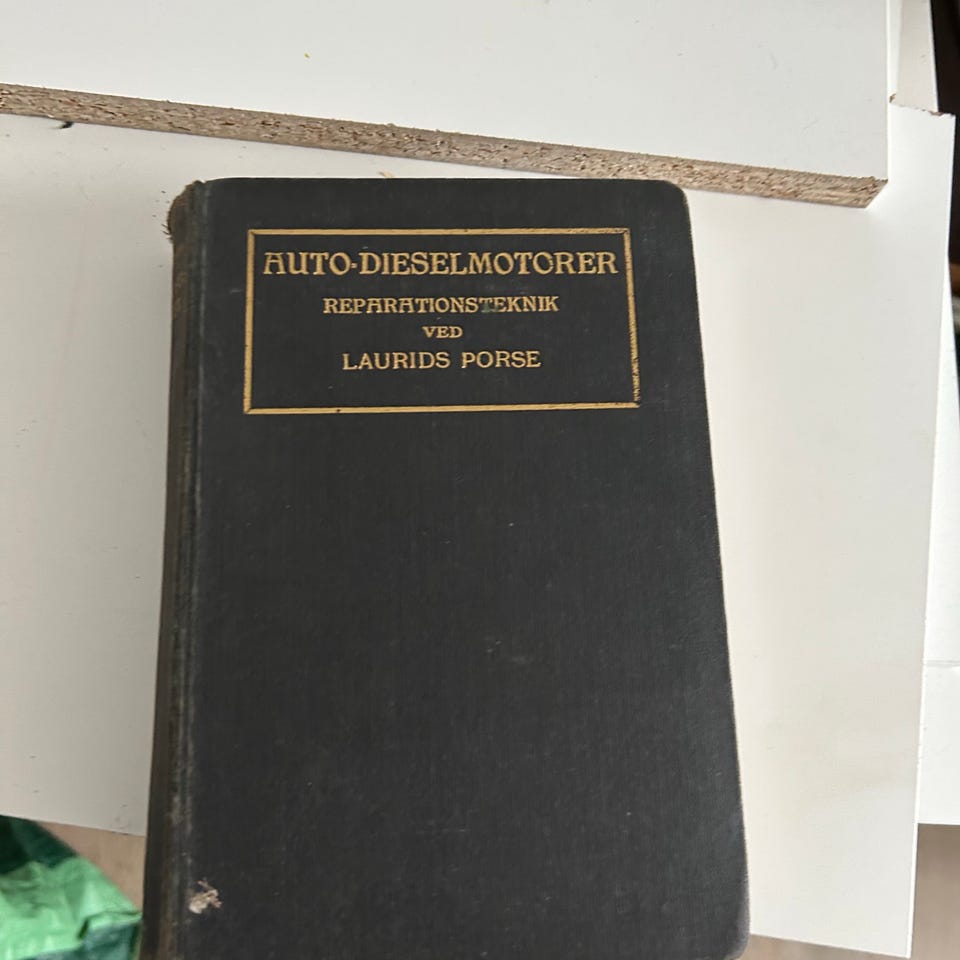 AUTO-DIESELMOTORER
REPARATIONSTEKNIK
VED
LAURIDS PORSE